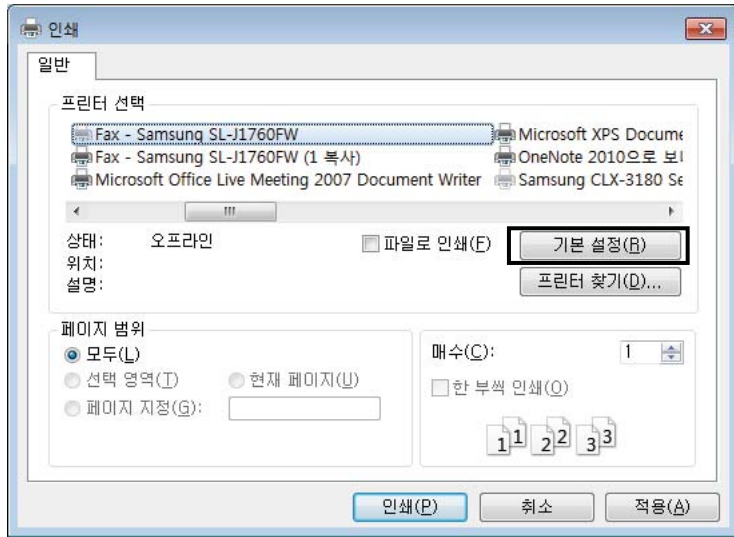 인쇄
일반
프린터 선택
Fax - Samsung SL-J1760FW
Microsoft XPS Docume
Fax - Samsung SL-J1760FW (1 복사)
OneNote 2010으로 보
Microsoft Office Live Meeting 2007 Document Writer
Samsung CLX-3180 Se
상태: 오프라인
파일로 인쇄(F)
기본 설정(R)
위치:
설명:
프린터 찾기(D)...
페이지 범위
모두(L)
매수(C): 1
선택 영역(T)
현재 페이지(U)
한 부씩 인쇄(O)
페이지 지정(G):
1 1 2 2 3 3
인쇄(P)
취소
적용(A)